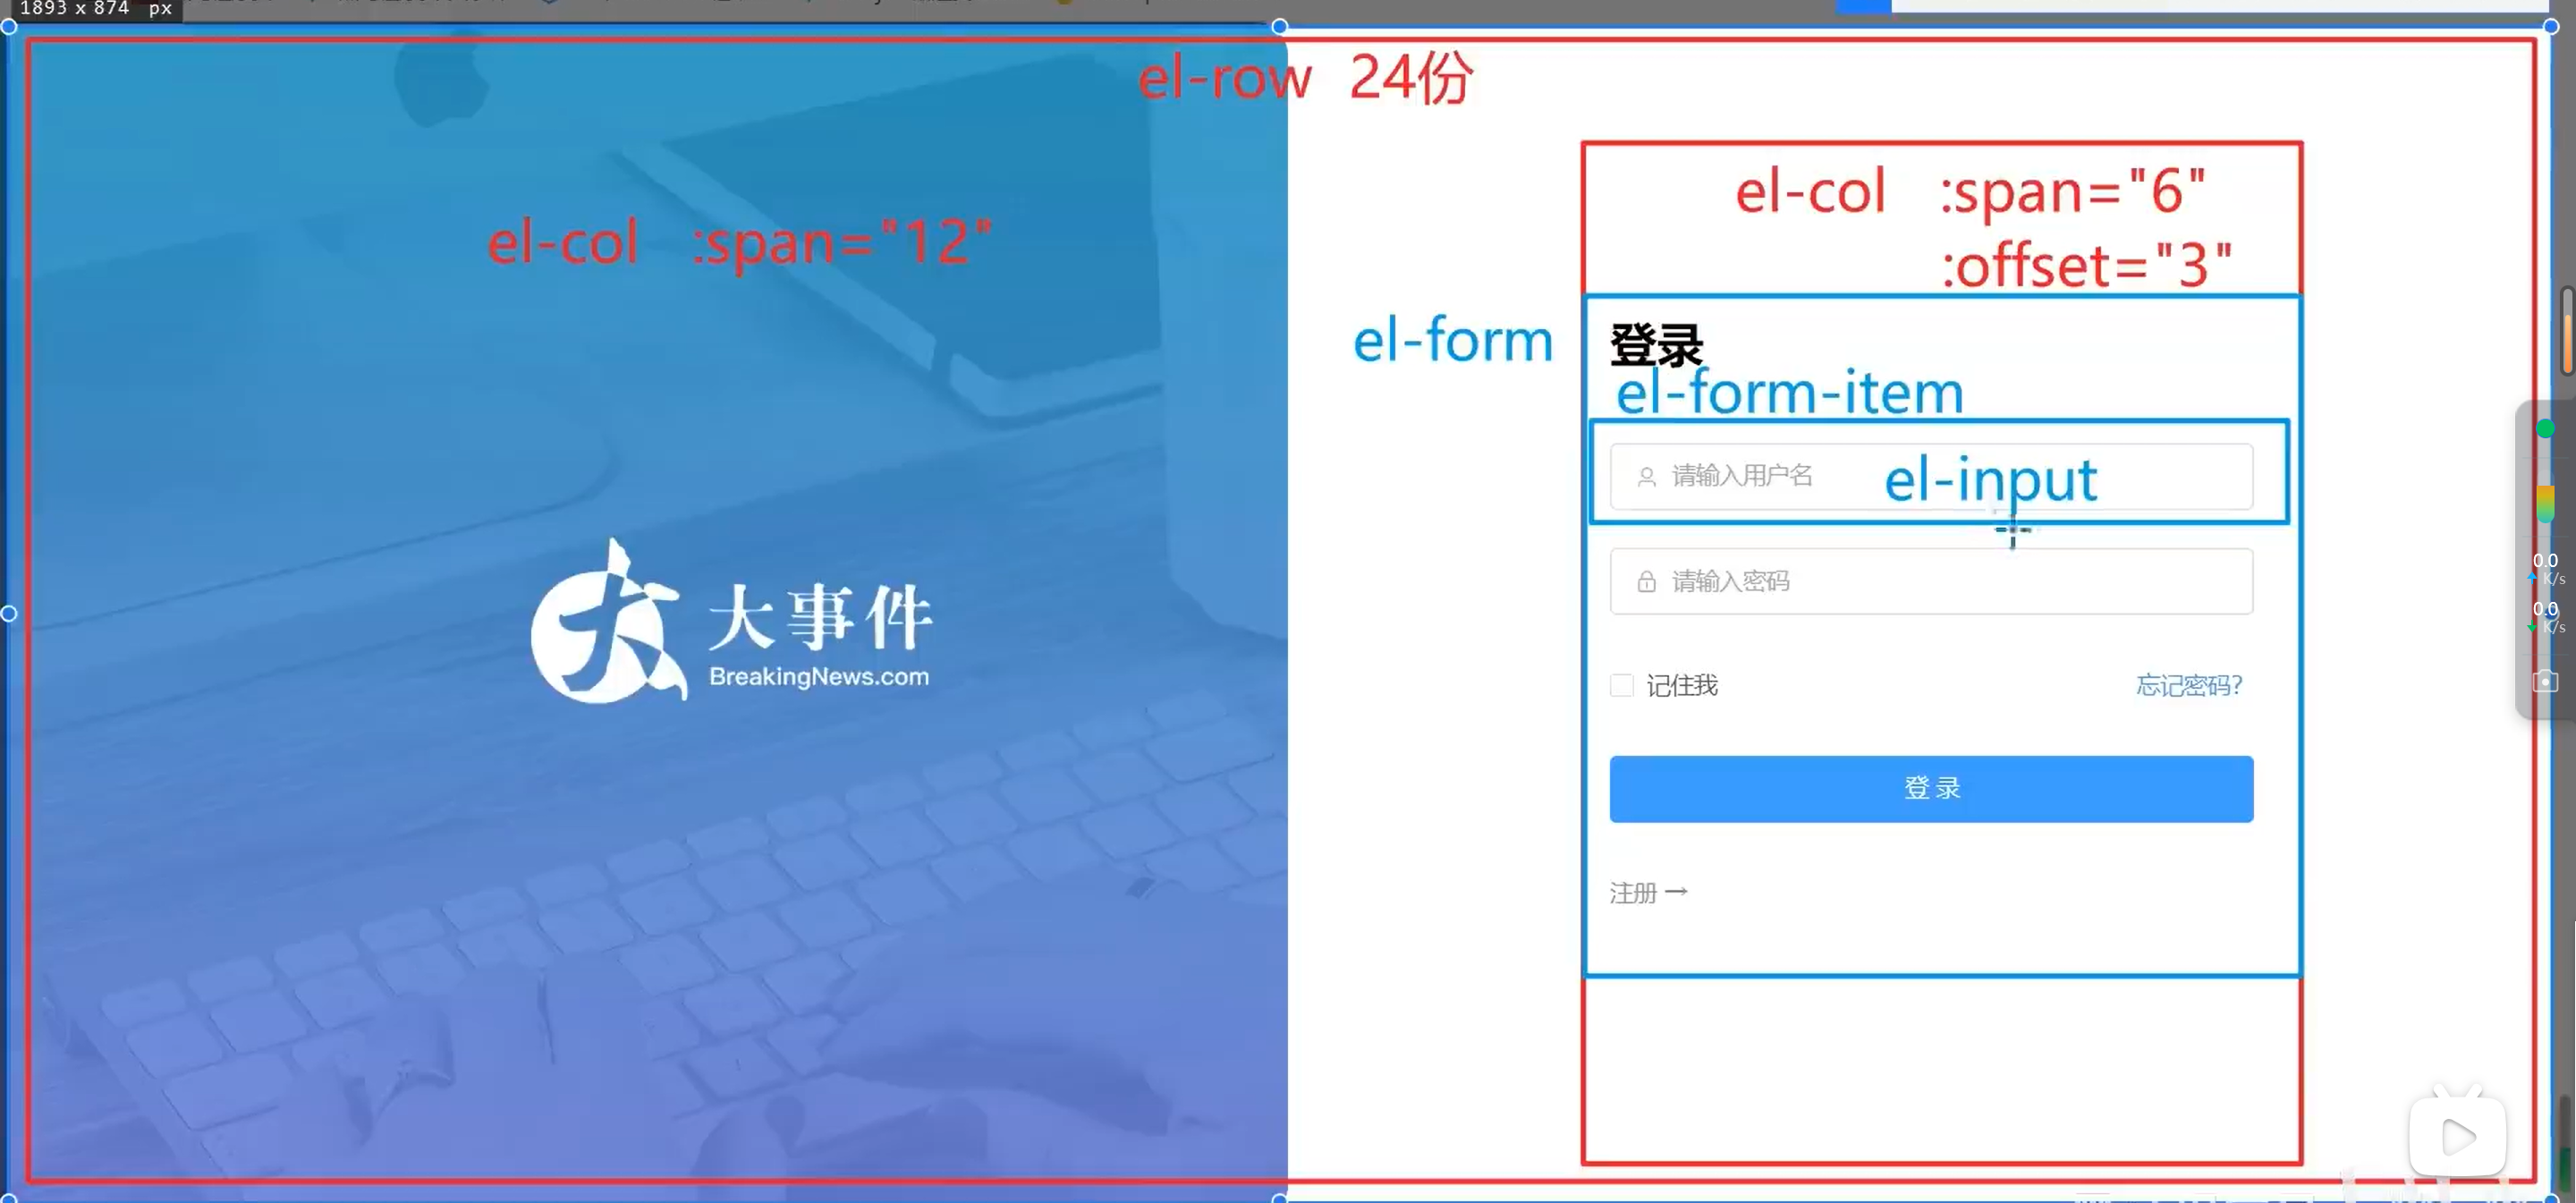 1893 x 874 px
el-row 24份
el-col :span="12"
el-col :span="6"
:offset="3"
el-form
登录
el-form-item
请输入用户名
el-input
请输入密码
大事件
BreakingNews.com
记住我
忘记密码?
登录
注册 →
0.0
K/s
0.0
K/s